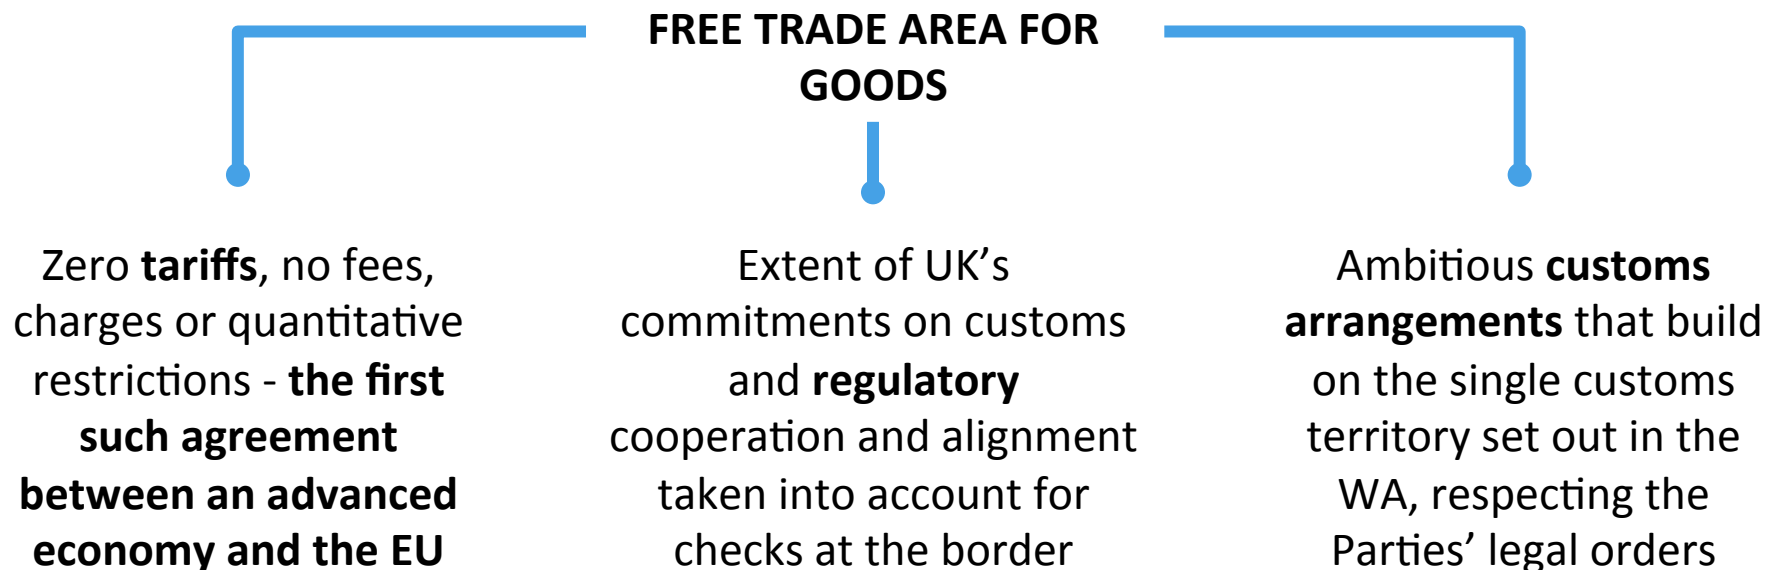 FREE TRADE AREA FOR
GOODS
Zero tariffs, no fees,
charges or quantitative
restrictions - the first
such agreement
between an advanced
economy and the EU
Extent of UK’s
commitments on customs
and regulatory
cooperation and alignment
taken into account for
checks at the border
Ambitious customs
arrangements that build
on the single customs
territory set out in the
WA, respecting the
Parties’ legal orders